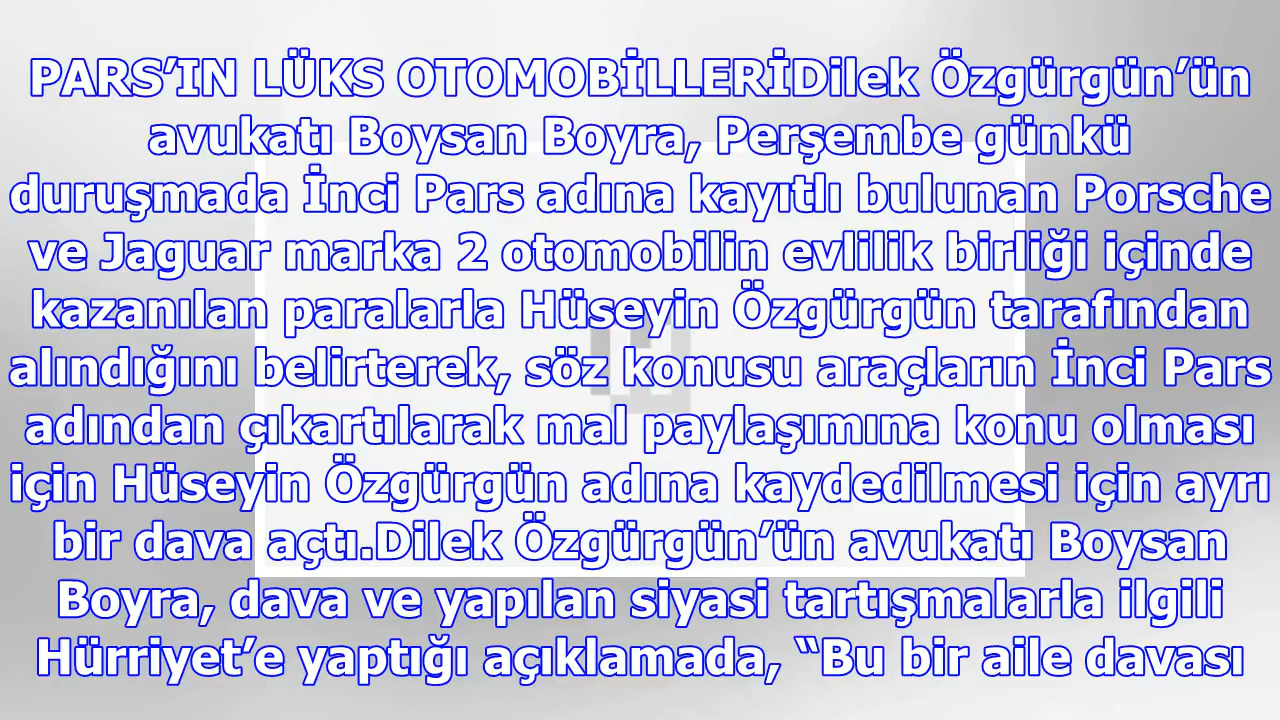 PARS’IN LÜKS OTOMOBİLLERİDilek Özgürgün’ün
avukatı Boysan Boyra, Perşembe günkü
duruşmada İnci Pars adına kayıtlı bulunan Porsche
ve Jaguar marka 2 otomobilin evlilik birliği içinde
kazanılan paralarla Hüseyin Özgürgün tarafından
alındığını belirterek, söz konusu araçların İnci Pars
adından çıkartılarak mal paylaşımına konu olması
için Hüseyin Özgürgün adına kaydedilmesi için ayrı
bir dava açtı.Dilek Özgürgün’ün avukatı Boysan
Boyra, dava ve yapılan siyasi tartışmalarla ilgili
Hürriyet’e yaptığı açıklamada, “Bu bir aile davası